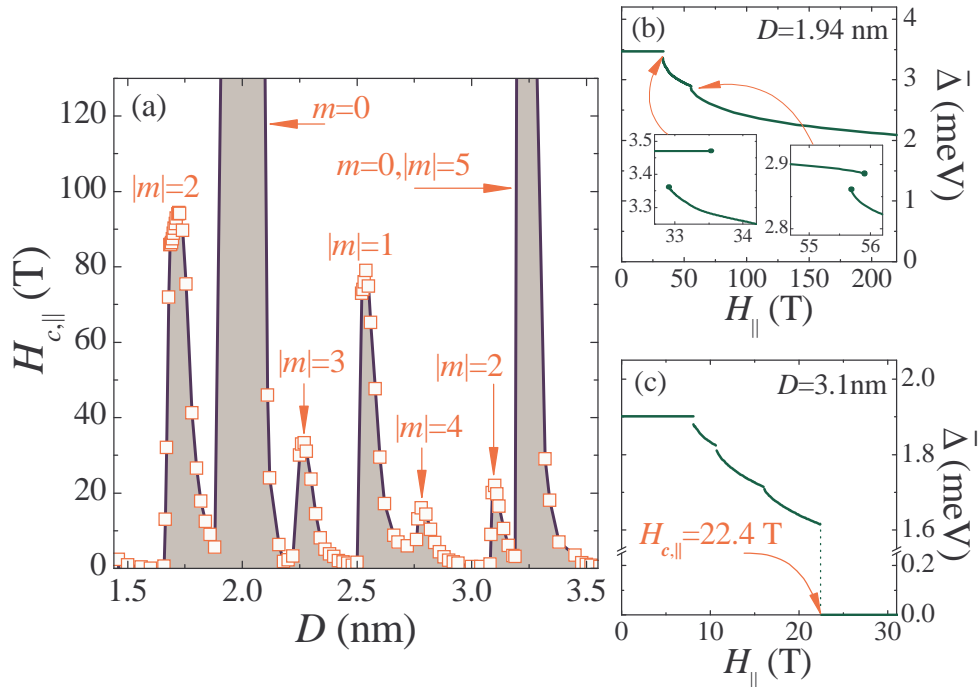 (a)
H_{c,||} (T)
120
100
80
60
40
20
0
1.5
2.0
2.5
3.0
3.5
D (nm)
|m|=2
m=0
m=0,|m|=5
|m|=1
|m|=3
|m|=4
|m|=2
(b)
D=1.94 nm
4
3
2
1
0
Δ̄ (meV)
0
50
100
150
200
H_{||} (T)
3.5
3.4
3.3
33
34
2.9
2.8
55
56
(c)
D=3.1nm
2.0
1.8
1.6
0.2
0.0
Δ̄ (meV)
H_{c,||}=22.4 T
0
10
20
30
H_{||} (T)